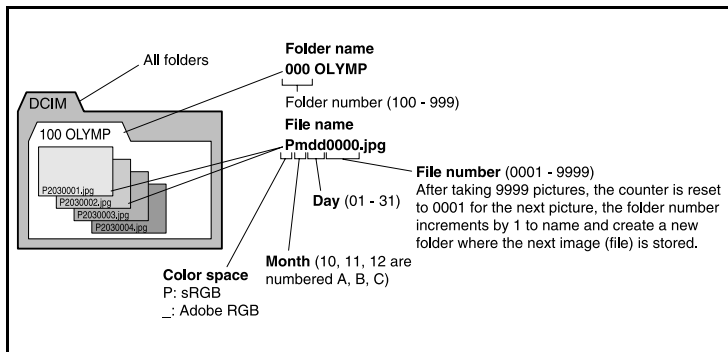 All folders
DCIM
100 OLYMP
P2030001.jpg
P2030002.jpg
P2030003.jpg
P2030004.jpg
Folder name
000 OLYMP
Folder number (100 - 999)
File name
Pmdd0000.jpg
File number (0001 - 9999)
After taking 9999 pictures, the counter is reset
to 0001 for the next picture, the folder number
increments by 1 to name and create a new
folder where the next image (file) is stored.
Day (01 - 31)
Month (10, 11, 12 are
numbered A, B, C)
Color space
P: sRGB
_: Adobe RGB